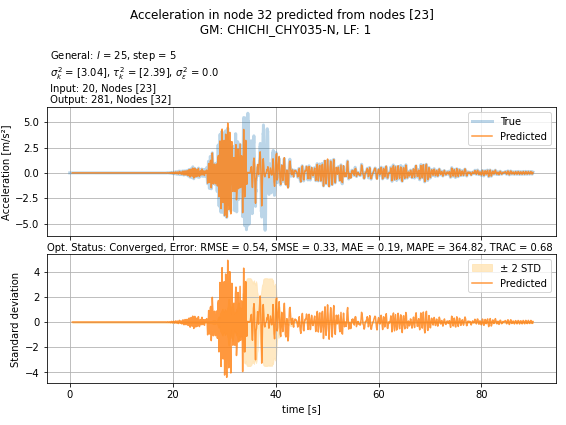 Acceleration in node 32 predicted from nodes [23]
GM: CHICHI_CHY035-N, LF: 1
General: l = 25, step = 5
σ²ₖ = [3.04], τ²ₖ = [2.39], σ²ε = 0.0
Input: 20, Nodes [23]
Output: 281, Nodes [32]
True
Predicted
5.0
2.5
0.0
−2.5
−5.0
Acceleration [m/s²]
Opt. Status: Converged, Error: RMSE = 0.54, SMSE = 0.33, MAE = 0.19, MAPE = 364.82, TRAC = 0.68
± 2 STD
Predicted
4
2
0
−2
−4
Standard deviation
0 20 40 60 80
time [s]